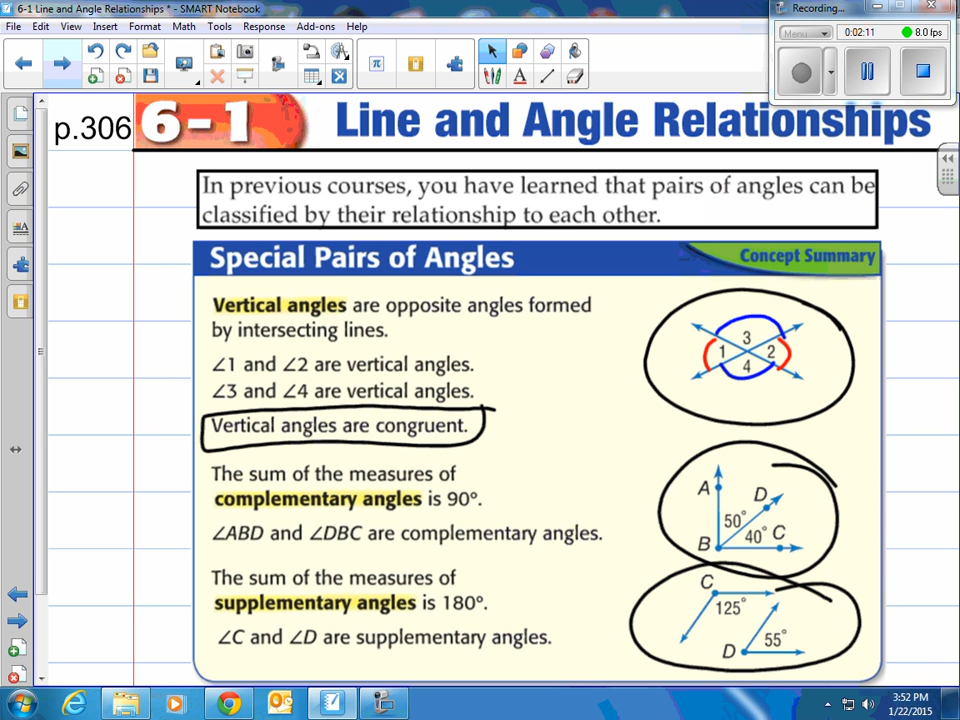 6-1 Line and Angle Relationships * - SMART Notebook
Recording...
File Edit View Insert Format Math Tools Response Add-ons Help
Menu 0:02:11 8.0 fps
p.306 6-1 Line and Angle Relationships
In previous courses, you have learned that pairs of angles can be
classified by their relationship to each other.
Special Pairs of Angles
Concept Summary
Vertical angles are opposite angles formed
by intersecting lines.
∠1 and ∠2 are vertical angles.
∠3 and ∠4 are vertical angles.
Vertical angles are congruent.
3
1 2
4
The sum of the measures of
complementary angles is 90°.
∠ABD and ∠DBC are complementary angles.
A D
50°
40° C
B
The sum of the measures of
supplementary angles is 180°.
∠C and ∠D are supplementary angles.
C
125°
55°
D
3:52 PM
1/22/2015